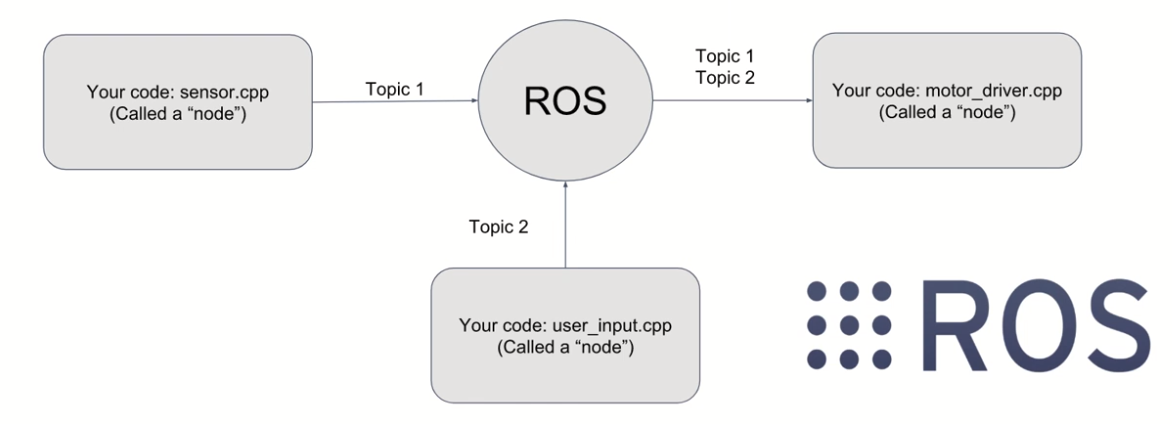 Your code: sensor.cpp
(Called a “node”)
Topic 1
ROS
Topic 1
Topic 2
Your code: motor_driver.cpp
(Called a “node”)
Topic 2
Your code: user_input.cpp
(Called a “node”)
ROS